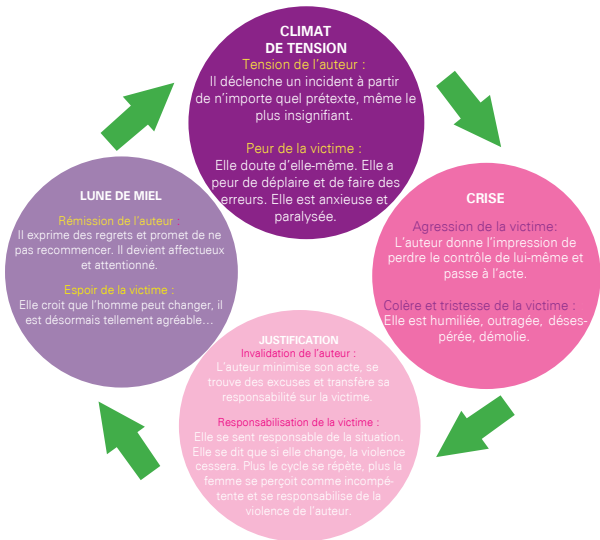 CLIMAT
DE TENSION
Tension de l'auteur :
Il déclenche un incident à partir
de n'importe quel prétexte, même le
plus insignifiant.
Peur de la victime :
Elle doute d'elle-même. Elle a
peur de déplaire et de faire des
erreurs. Elle est anxieuse et
paralysée.
CRISE
Agression de la victime:
L'auteur donne l'impression de
perdre le contrôle de lui-même et
passe à l'acte.
Colère et tristesse de la victime :
Elle est humiliée, outragée, déses-
pérée, démolie.
JUSTIFICATION
Invalidation de l'auteur :
L'auteur minimise son acte, se
trouve des excuses et transfère sa
responsabilité sur la victime.
Responsabilisation de la victime :
Elle se sent responsable de la situation.
Elle se dit que si elle change, la violence
cessera. Plus le cycle se répète, plus la
femme se perçoit comme incompé-
tente et se responsabilise de la
violence de l'auteur.
LUNE DE MIEL
Rémission de l'auteur :
Il exprime des regrets et promet de ne
pas recommencer. Il devient affectueux
et attentionné.
Espoir de la victime :
Elle croit que l'homme peut changer, il
est désormais tellement agréable…